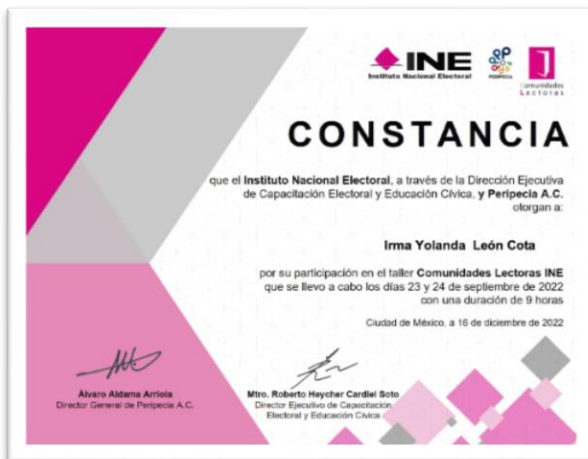 INE
Instituto Nacional Electoral
PERIPECIA
Comunidades
Lectoras
CONSTANCIA
que el Instituto Nacional Electoral, a través de la Dirección Ejecutiva
de Capacitación Electoral y Educación Cívica, y Peripecia A.C.
otorgan a:
Irma Yolanda León Cota
por su participación en el taller Comunidades Lectoras INE
que se llevo a cabo los días 23 y 24 de septiembre de 2022
con una duración de 9 horas
Ciudad de México, a 16 de diciembre de 2022
Álvaro Aldama Arriola
Director General de Peripecia A.C.
Mtro. Roberto Heycher Cardiel Soto
Director Ejecutivo de Capacitación
Electoral y Educación Cívica